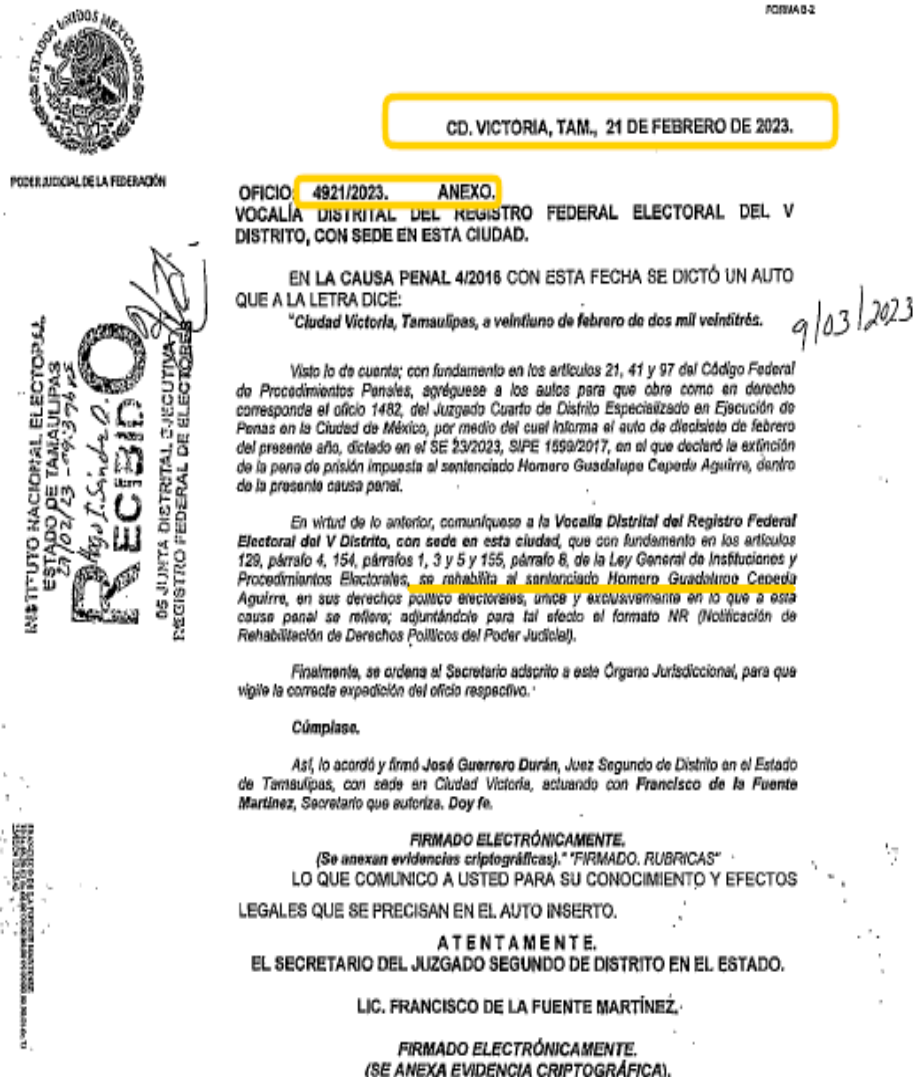 FORMA B-2
ESTADOS UNIDOS MEXICANOS
CD. VICTORIA, TAM., 21 DE FEBRERO DE 2023.
PODER JUDICIAL DE LA FEDERACIÓN
OFICIO: 4921/2023. ANEXO.
VOCALÍA DISTRITAL DEL REGISTRO FEDERAL ELECTORAL DEL V
DISTRITO, CON SEDE EN ESTA CIUDAD.
EN LA CAUSA PENAL 4/2016 CON ESTA FECHA SE DICTÓ UN AUTO
QUE A LA LETRA DICE:
"Ciudad Victoria, Tamaulipas, a veintiuno de febrero de dos mil veintitrés.
9/03/2023
Visto lo de cuenta; con fundamento en los artículos 21, 41 y 97 del Código Federal
de Procedimientos Penales, agréguese a los autos para que obre como en derecho
corresponda el oficio 1482, del Juzgado Cuarto de Distrito Especializado en Ejecución de
Penas en la Ciudad de México, por medio del cual informa el auto de diecisiete de febrero
del presente año, dictado en el SE 23/2023, SIPE 1559/2017, en el que declaró la extinción
de la pena de prisión impuesta al sentenciado Homero Guadalupe Cepeda Aguirre, dentro
de la presente causa penal.
En virtud de lo anterior, comuníquese a la Vocalía Distrital del Registro Federal
Electoral del V Distrito, con sede en esta ciudad, que con fundamento en los artículos
129, párrafo 4, 154, párrafos 1, 3 y 5 y 155, párrafo 8, de la Ley General de Instituciones y
Procedimientos Electorales, se rehabilita al sentenciado Homero Guadalupe Cepeda
Aguirre, en sus derechos político electorales, única y exclusivamente en lo que a esta
causa penal se refiere; adjuntándole para tal efecto el formato NR (Notificación de
Rehabilitación de Derechos Políticos del Poder Judicial).
Finalmente, se ordena al Secretario adscrito a este Órgano Jurisdiccional, para que
vigile la correcta expedición del oficio respectivo.
Cúmplase.
Así, lo acordó y firmó José Guerrero Durán, Juez Segundo de Distrito en el Estado
de Tamaulipas, con sede en Ciudad Victoria, actuando con Francisco de la Fuente
Martínez, Secretario que autoriza. Doy fe.
FIRMADO ELECTRÓNICAMENTE.
(Se anexan evidencias criptográficas)." "FIRMADO. RUBRICAS"
LO QUE COMUNICO A USTED PARA SU CONOCIMIENTO Y EFECTOS
LEGALES QUE SE PRECISAN EN EL AUTO INSERTO.
ATENTAMENTE.
EL SECRETARIO DEL JUZGADO SEGUNDO DE DISTRITO EN EL ESTADO.
LIC. FRANCISCO DE LA FUENTE MARTÍNEZ.
FIRMADO ELECTRÓNICAMENTE.
(SE ANEXA EVIDENCIA CRIPTOGRÁFICA).
INSTITUTO NACIONAL ELECTORAL
ESTADO DE TAMAULIPAS
27/02/23
RECIBIDO
05 JUNTA DISTRITAL EJECUTIVA
REGISTRO FEDERAL DE ELECTORES